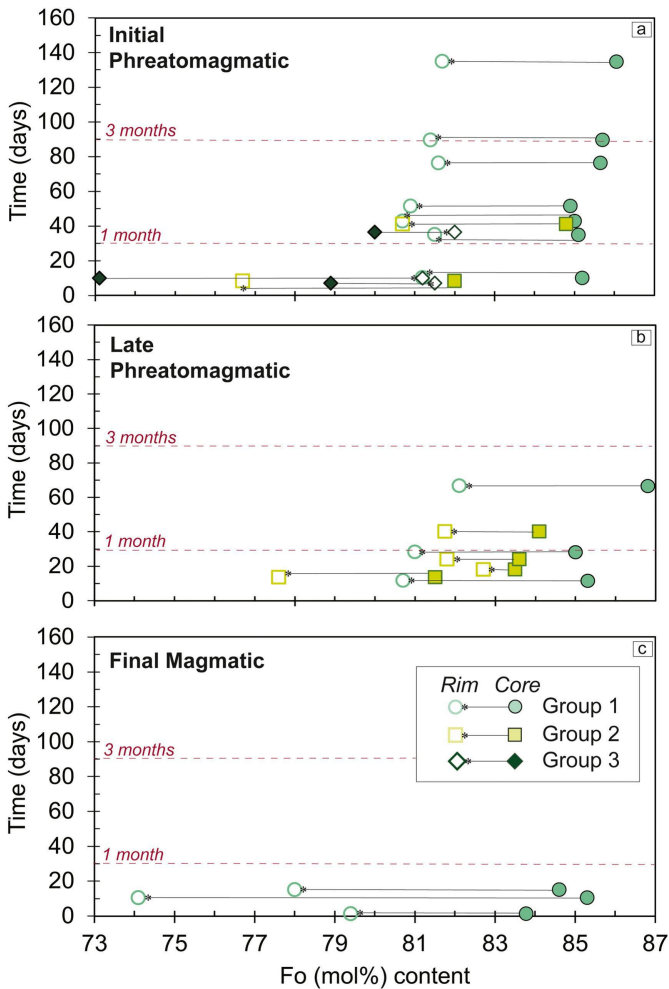 160
a
Initial
Phreatomagmatic
140
120
100
3 months
80
60
40
1 month
20
0
Time (days)
160
b
Late
Phreatomagmatic
140
120
100
3 months
80
60
40
1 month
20
0
Time (days)
160
c
Final Magmatic
140
120
100
3 months
80
60
40
1 month
20
0
Time (days)
Rim Core
Group 1
Group 2
Group 3
73 75 77 79 81 83 85 87
Fo (mol%) content